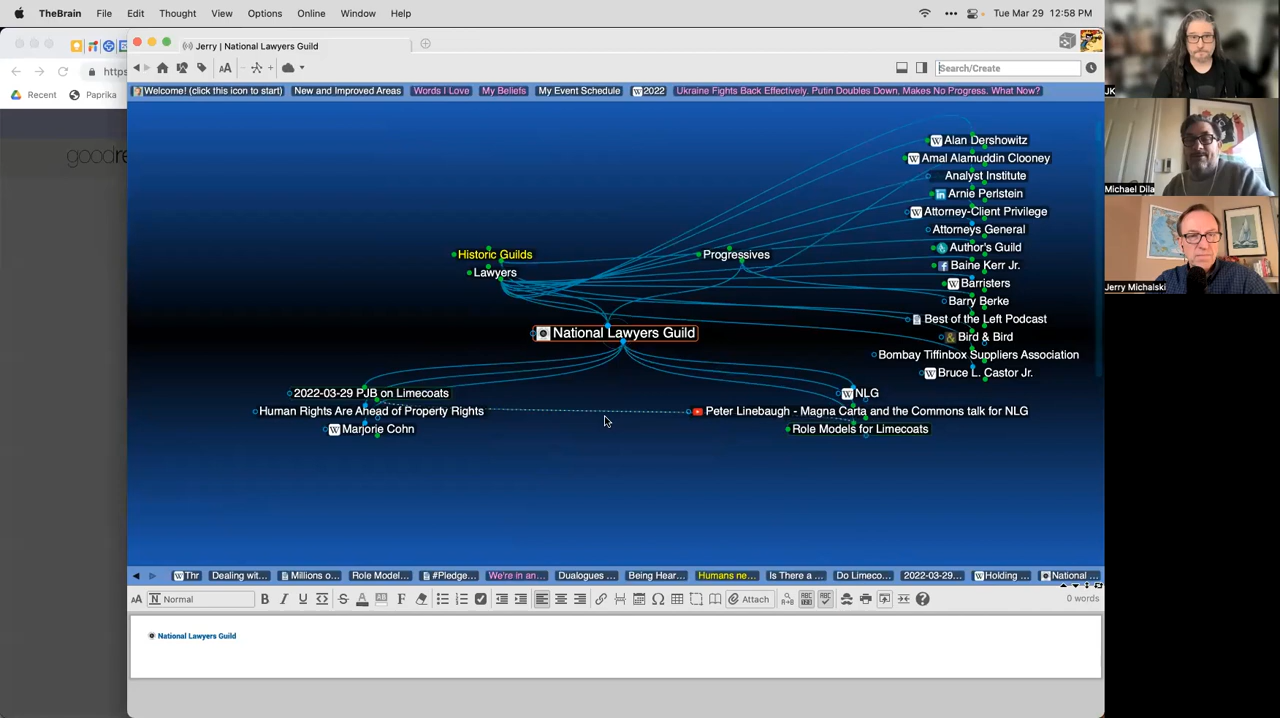 TheBrain File Edit Thought View Options Online Window Help
Tue Mar 29 12:58 PM
Jerry | National Lawyers Guild
https
Search/Create
Recent Paprika
Welcome! (click this icon to start) New and Improved Areas Words I Love My Beliefs My Event Schedule 2022 Ukraine Fights Back Effectively. Putin Doubles Down, Makes No Progress. What Now?
JK
goodre
Alan Dershowitz
Amal Alamuddin Clooney
Analyst Institute
Michael Dila
Arnie Perlstein
Attorney-Client Privilege
Attorneys General
Author's Guild
Historic Guilds
Progressives
Baine Kerr Jr.
Lawyers
Barristers
Jerry Michalski
Barry Berke
Best of the Left Podcast
National Lawyers Guild
Bird & Bird
Bombay Tiffinbox Suppliers Association
Bruce L. Castor Jr.
2022-03-29 PJB on Limecoats
NLG
Human Rights Are Ahead of Property Rights
Peter Linebaugh - Magna Carta and the Commons talk for NLG
Marjorie Cohn
Role Models for Limecoats
Thr Dealing wit... Millions o... Role Model... #Pledge... We're in an... Dualogues ... Being Hear... Humans ne... Is There a ... Do Limeco... 2022-03-29... Holding ... National ...
Normal B I U S Attach 0 words
National Lawyers Guild